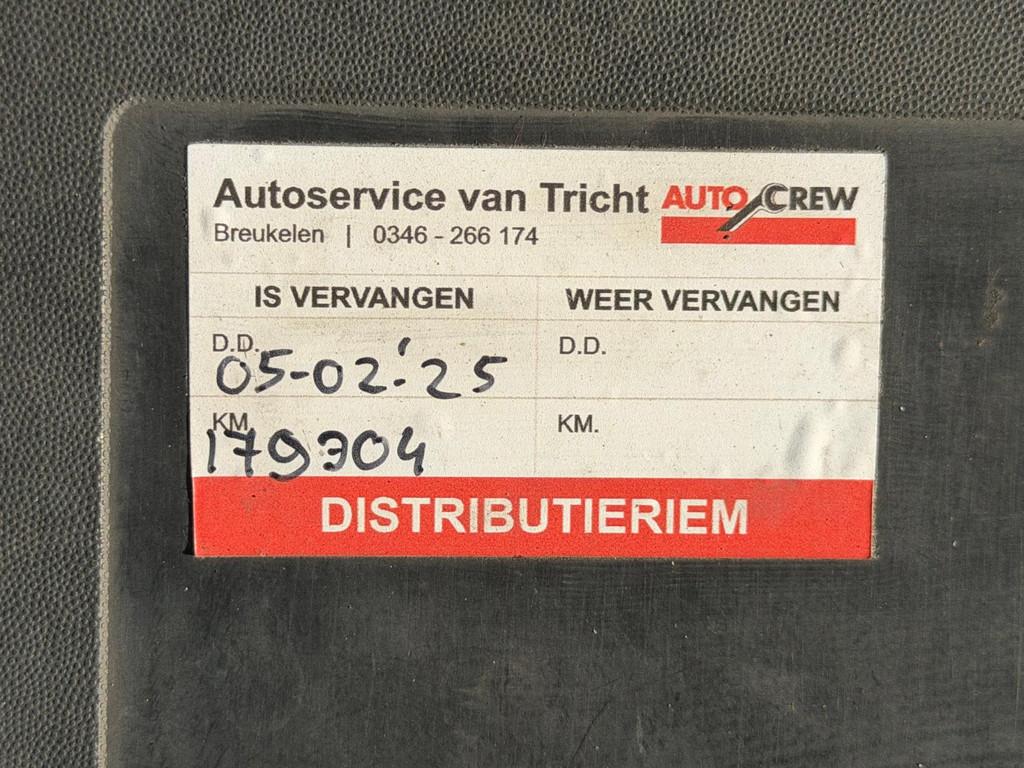 Autoservice van Tricht AUTO CREW
Breukelen | 0346 - 266 174
IS VERVANGEN WEER VERVANGEN
D.D. D.D.
05-02-'25
KM. KM.
179304
DISTRIBUTIERIEM